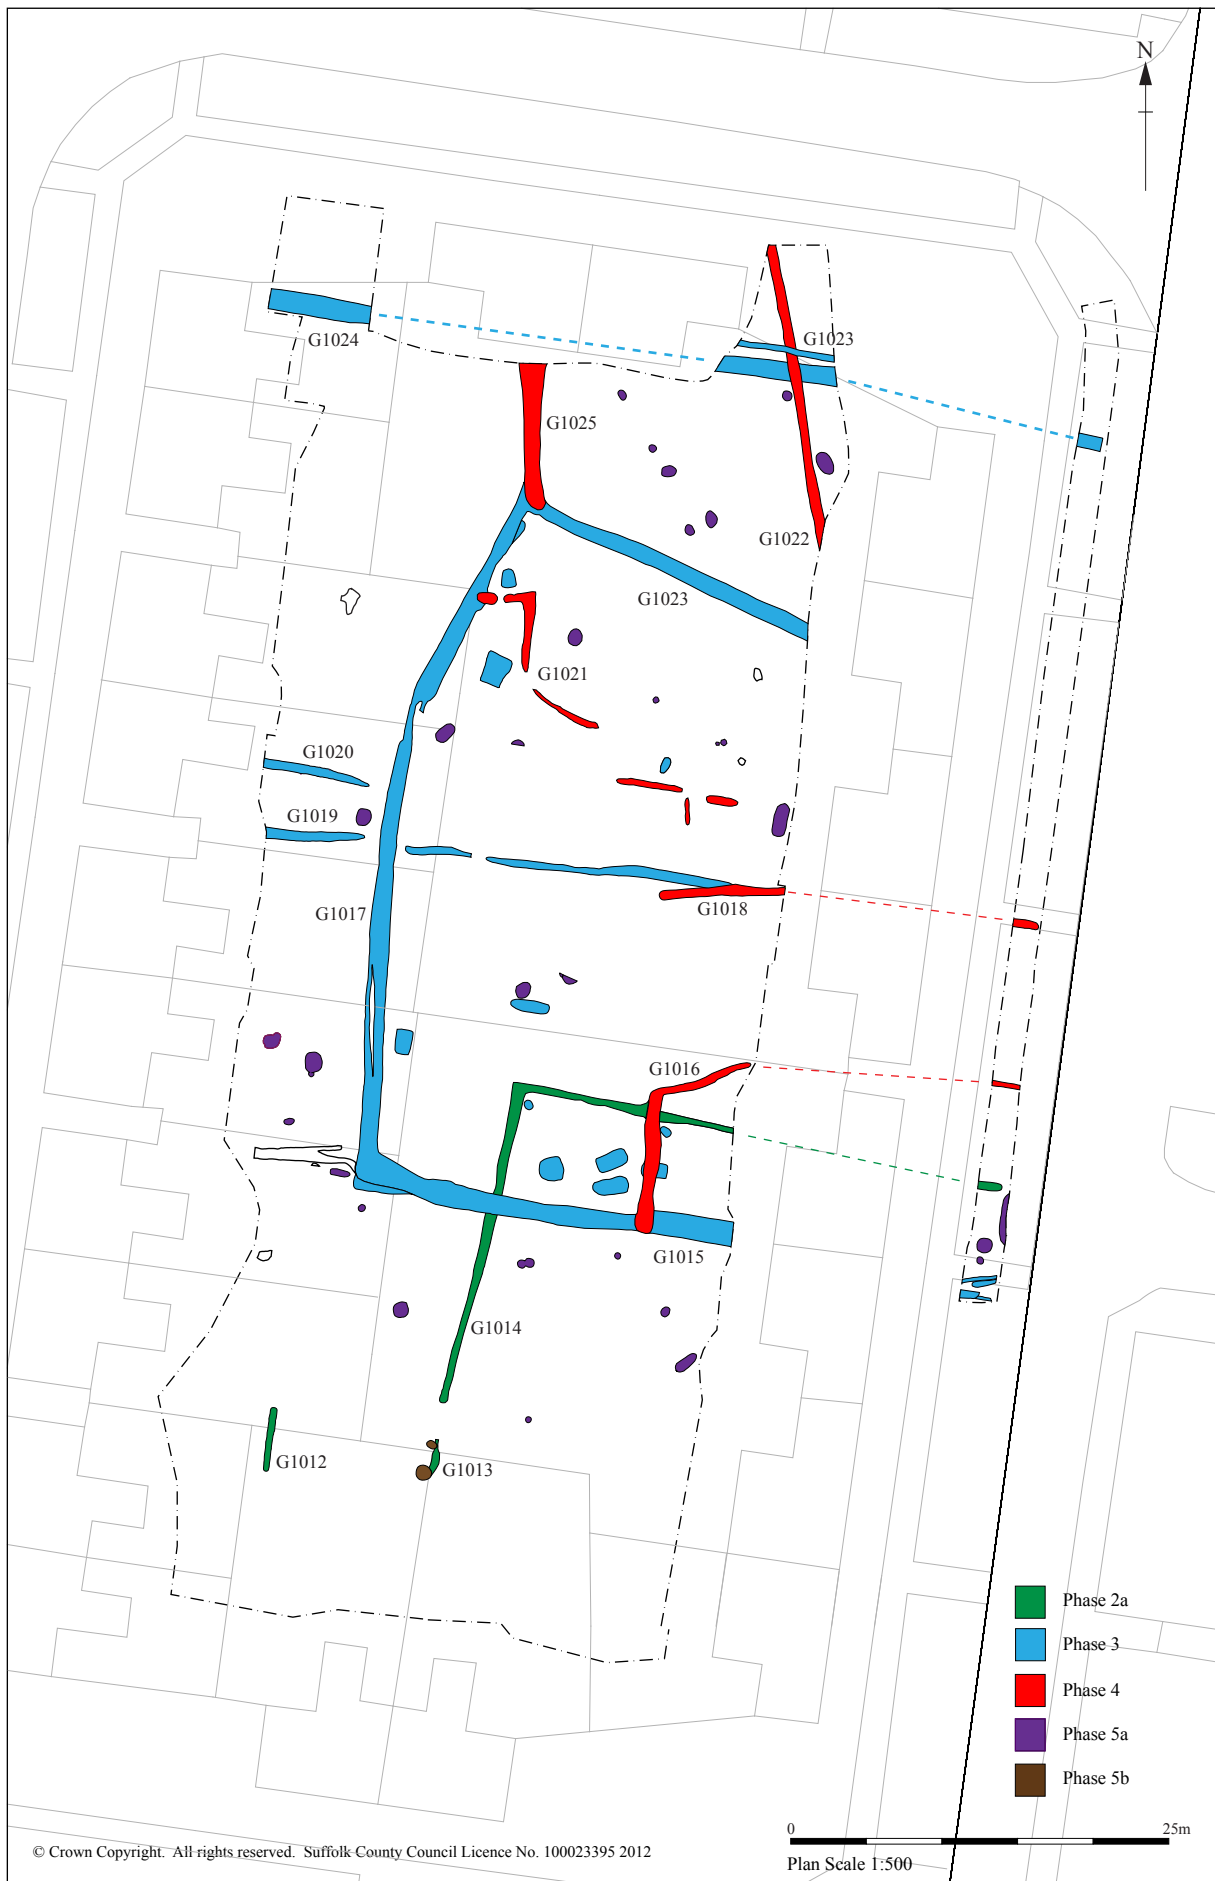 N
G1024
G1023
G1025
G1022
G1023
G1021
G1020
G1019
G1017
G1018
G1016
G1015
G1014
G1012
G1013
Phase 2a
Phase 3
Phase 4
Phase 5a
Phase 5b
0
25m
Plan Scale 1:500
© Crown Copyright. All rights reserved. Suffolk County Council Licence No. 100023395 2012